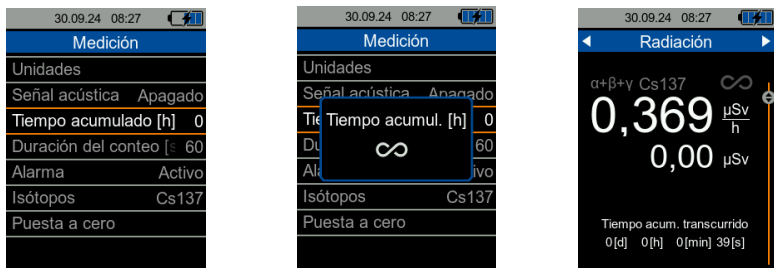 30.09.24 08:27
Medición
Unidades
Señal acústica Apagado
Tiempo acumulado [h] 0
Duración del conteo [s 60
Alarma Activo
Isótopos Cs137
Puesta a cero
30.09.24 08:27
Medición
Unidades
Señal acústica Apagado
Tie
Tiempo acumul. [h] 0
∞
Du 60
Ala ivo
Isótopos Cs137
Puesta a cero
30.09.24 08:27
Radiación
α+β+γ Cs137 ∞
0,369 µSv/h
0,00 µSv
Tiempo acum. transcurrido
0[d] 0[h] 0[min] 39[s]